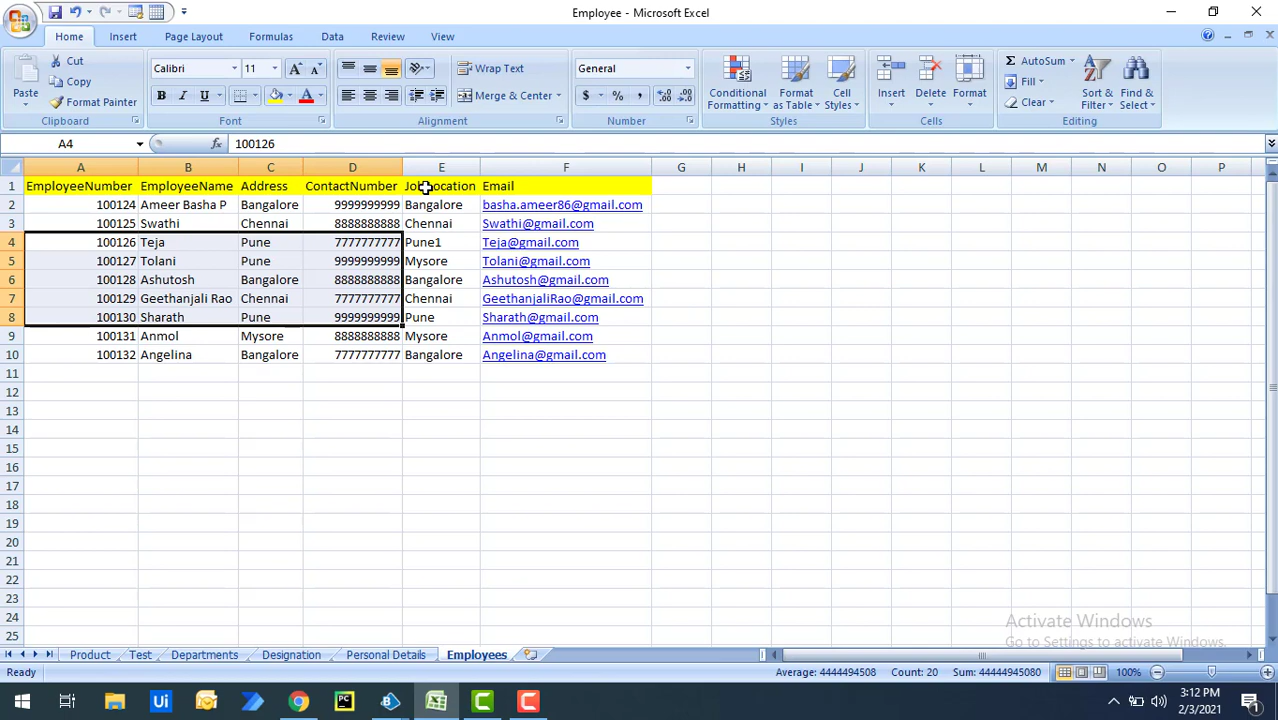 Employee - Microsoft Excel
Home Insert Page Layout Formulas Data Review View
Paste Cut Copy Format Painter Clipboard
Calibri 11 Font
Wrap Text Merge & Center Alignment
General $ % , Number
Conditional Formatting Format as Table Cell Styles Styles
Insert Delete Format Cells
AutoSum Fill Clear Sort & Filter Find & Select Editing
A4 fx 100126
A B C D E F G H I J K L M N O P
1 EmployeeNumber EmployeeName Address ContactNumber JobLocation Email
2 100124 Ameer Basha P Bangalore 9999999999 Bangalore basha.ameer86@gmail.com
3 100125 Swathi Chennai 8888888888 Chennai Swathi@gmail.com
4 100126 Teja Pune 7777777777 Pune1 Teja@gmail.com
5 100127 Tolani Pune 9999999999 Mysore Tolani@gmail.com
6 100128 Ashutosh Bangalore 8888888888 Bangalore Ashutosh@gmail.com
7 100129 Geethanjali Rao Chennai 7777777777 Chennai GeethanjaliRao@gmail.com
8 100130 Sharath Pune 9999999999 Pune Sharath@gmail.com
9 100131 Anmol Mysore 8888888888 Mysore Anmol@gmail.com
10 100132 Angelina Bangalore 7777777777 Bangalore Angelina@gmail.com
11
12
13
14
15
16
17
18
19
20
21
22
23
24
25
Activate Windows
Go to Settings to activate Windows.
Product Test Departments Designation Personal Details Employees
Ready Average: 4444494508 Count: 20 Sum: 44444945080 100%
Ui PC 3:12 PM
2/3/2021 1